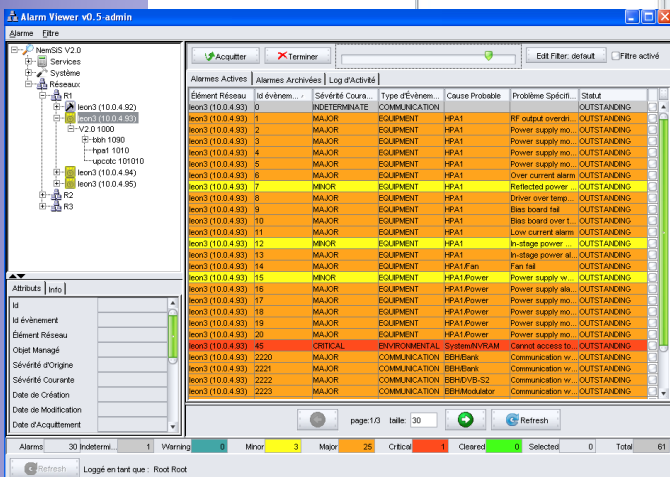 Alarm Viewer v0.5-admin
Alarme Filtre
NemSiS V2.0
Services
Système
Réseaux
R1
leon3 (10.0.4.92)
leon3 (10.0.4.93)
V2.0 1000
bbh 1090
hpa1 1010
upcotc 101010
leon3 (10.0.4.94)
leon3 (10.0.4.95)
R2
R3
Attributs Info
Id
Id évènement
Élément Réseau
Objet Managé
Sévérité d'Origine
Sévérité Courante
Date de Création
Date de Modification
Date d'Acquittement
Acquitter Terminer Edit Filter: default Filtre activé
Alarmes Actives Alarmes Archivées Log d'Activité
Élément Réseau Id évènem... Sévérité Coura... Type d'Évènem... Cause Probable Problème Spécifi... Statut
leon3 (10.0.4.93) 0 INDETERMINATE COMMUNICATION OUTSTANDING
leon3 (10.0.4.93) 1 MAJOR EQUIPMENT HPA1 RF output overdri... OUTSTANDING
leon3 (10.0.4.93) 2 MAJOR EQUIPMENT HPA1 Power supply mo... OUTSTANDING
leon3 (10.0.4.93) 3 MAJOR EQUIPMENT HPA1 Power supply mo... OUTSTANDING
leon3 (10.0.4.93) 4 MAJOR EQUIPMENT HPA1 Power supply mo... OUTSTANDING
leon3 (10.0.4.93) 5 MAJOR EQUIPMENT HPA1 Power supply mo... OUTSTANDING
leon3 (10.0.4.93) 6 MAJOR EQUIPMENT HPA1 Over current alarm OUTSTANDING
leon3 (10.0.4.93) 7 MINOR EQUIPMENT HPA1 Reflected power ... OUTSTANDING
leon3 (10.0.4.93) 8 MAJOR EQUIPMENT HPA1 Driver over temp... OUTSTANDING
leon3 (10.0.4.93) 9 MAJOR EQUIPMENT HPA1 Bias board fail OUTSTANDING
leon3 (10.0.4.93) 10 MAJOR EQUIPMENT HPA1 Bias board over t... OUTSTANDING
leon3 (10.0.4.93) 11 MAJOR EQUIPMENT HPA1 Low current alarm OUTSTANDING
leon3 (10.0.4.93) 12 MINOR EQUIPMENT HPA1 In-stage power ... OUTSTANDING
leon3 (10.0.4.93) 13 MAJOR EQUIPMENT HPA1 In-stage power al... OUTSTANDING
leon3 (10.0.4.93) 14 MAJOR EQUIPMENT HPA1/Fan Fan fail OUTSTANDING
leon3 (10.0.4.93) 15 MINOR EQUIPMENT HPA1/Power Power supply w... OUTSTANDING
leon3 (10.0.4.93) 16 MAJOR EQUIPMENT HPA1/Power Power supply ala... OUTSTANDING
leon3 (10.0.4.93) 17 MAJOR EQUIPMENT HPA1/Power Power supply mo... OUTSTANDING
leon3 (10.0.4.93) 18 MAJOR EQUIPMENT HPA1/Power Power supply mo... OUTSTANDING
leon3 (10.0.4.93) 19 MAJOR EQUIPMENT HPA1/Power Power supply mo... OUTSTANDING
leon3 (10.0.4.93) 20 MAJOR EQUIPMENT HPA1/Power Power supply mo... OUTSTANDING
leon3 (10.0.4.93) 45 CRITICAL ENVIRONMENTAL System/NVRAM Cannot access to... OUTSTANDING
leon3 (10.0.4.93) 2220 MAJOR COMMUNICATION BBH/Bank Communication w... OUTSTANDING
leon3 (10.0.4.93) 2221 MAJOR COMMUNICATION BBH/Bank Communication w... OUTSTANDING
leon3 (10.0.4.93) 2222 MAJOR COMMUNICATION BBH/DVB-S2 Communication w... OUTSTANDING
leon3 (10.0.4.93) 2223 MAJOR COMMUNICATION BBH/Modulator Communication w... OUTSTANDING
page:1/3 taille: 30 Refresh
Alarms 30 Indetermi... 1 Warning 0 Minor 3 Major 25 Critical 1 Cleared 0 Selected 0 Total 61
Refresh Loggé en tant que : Root Root